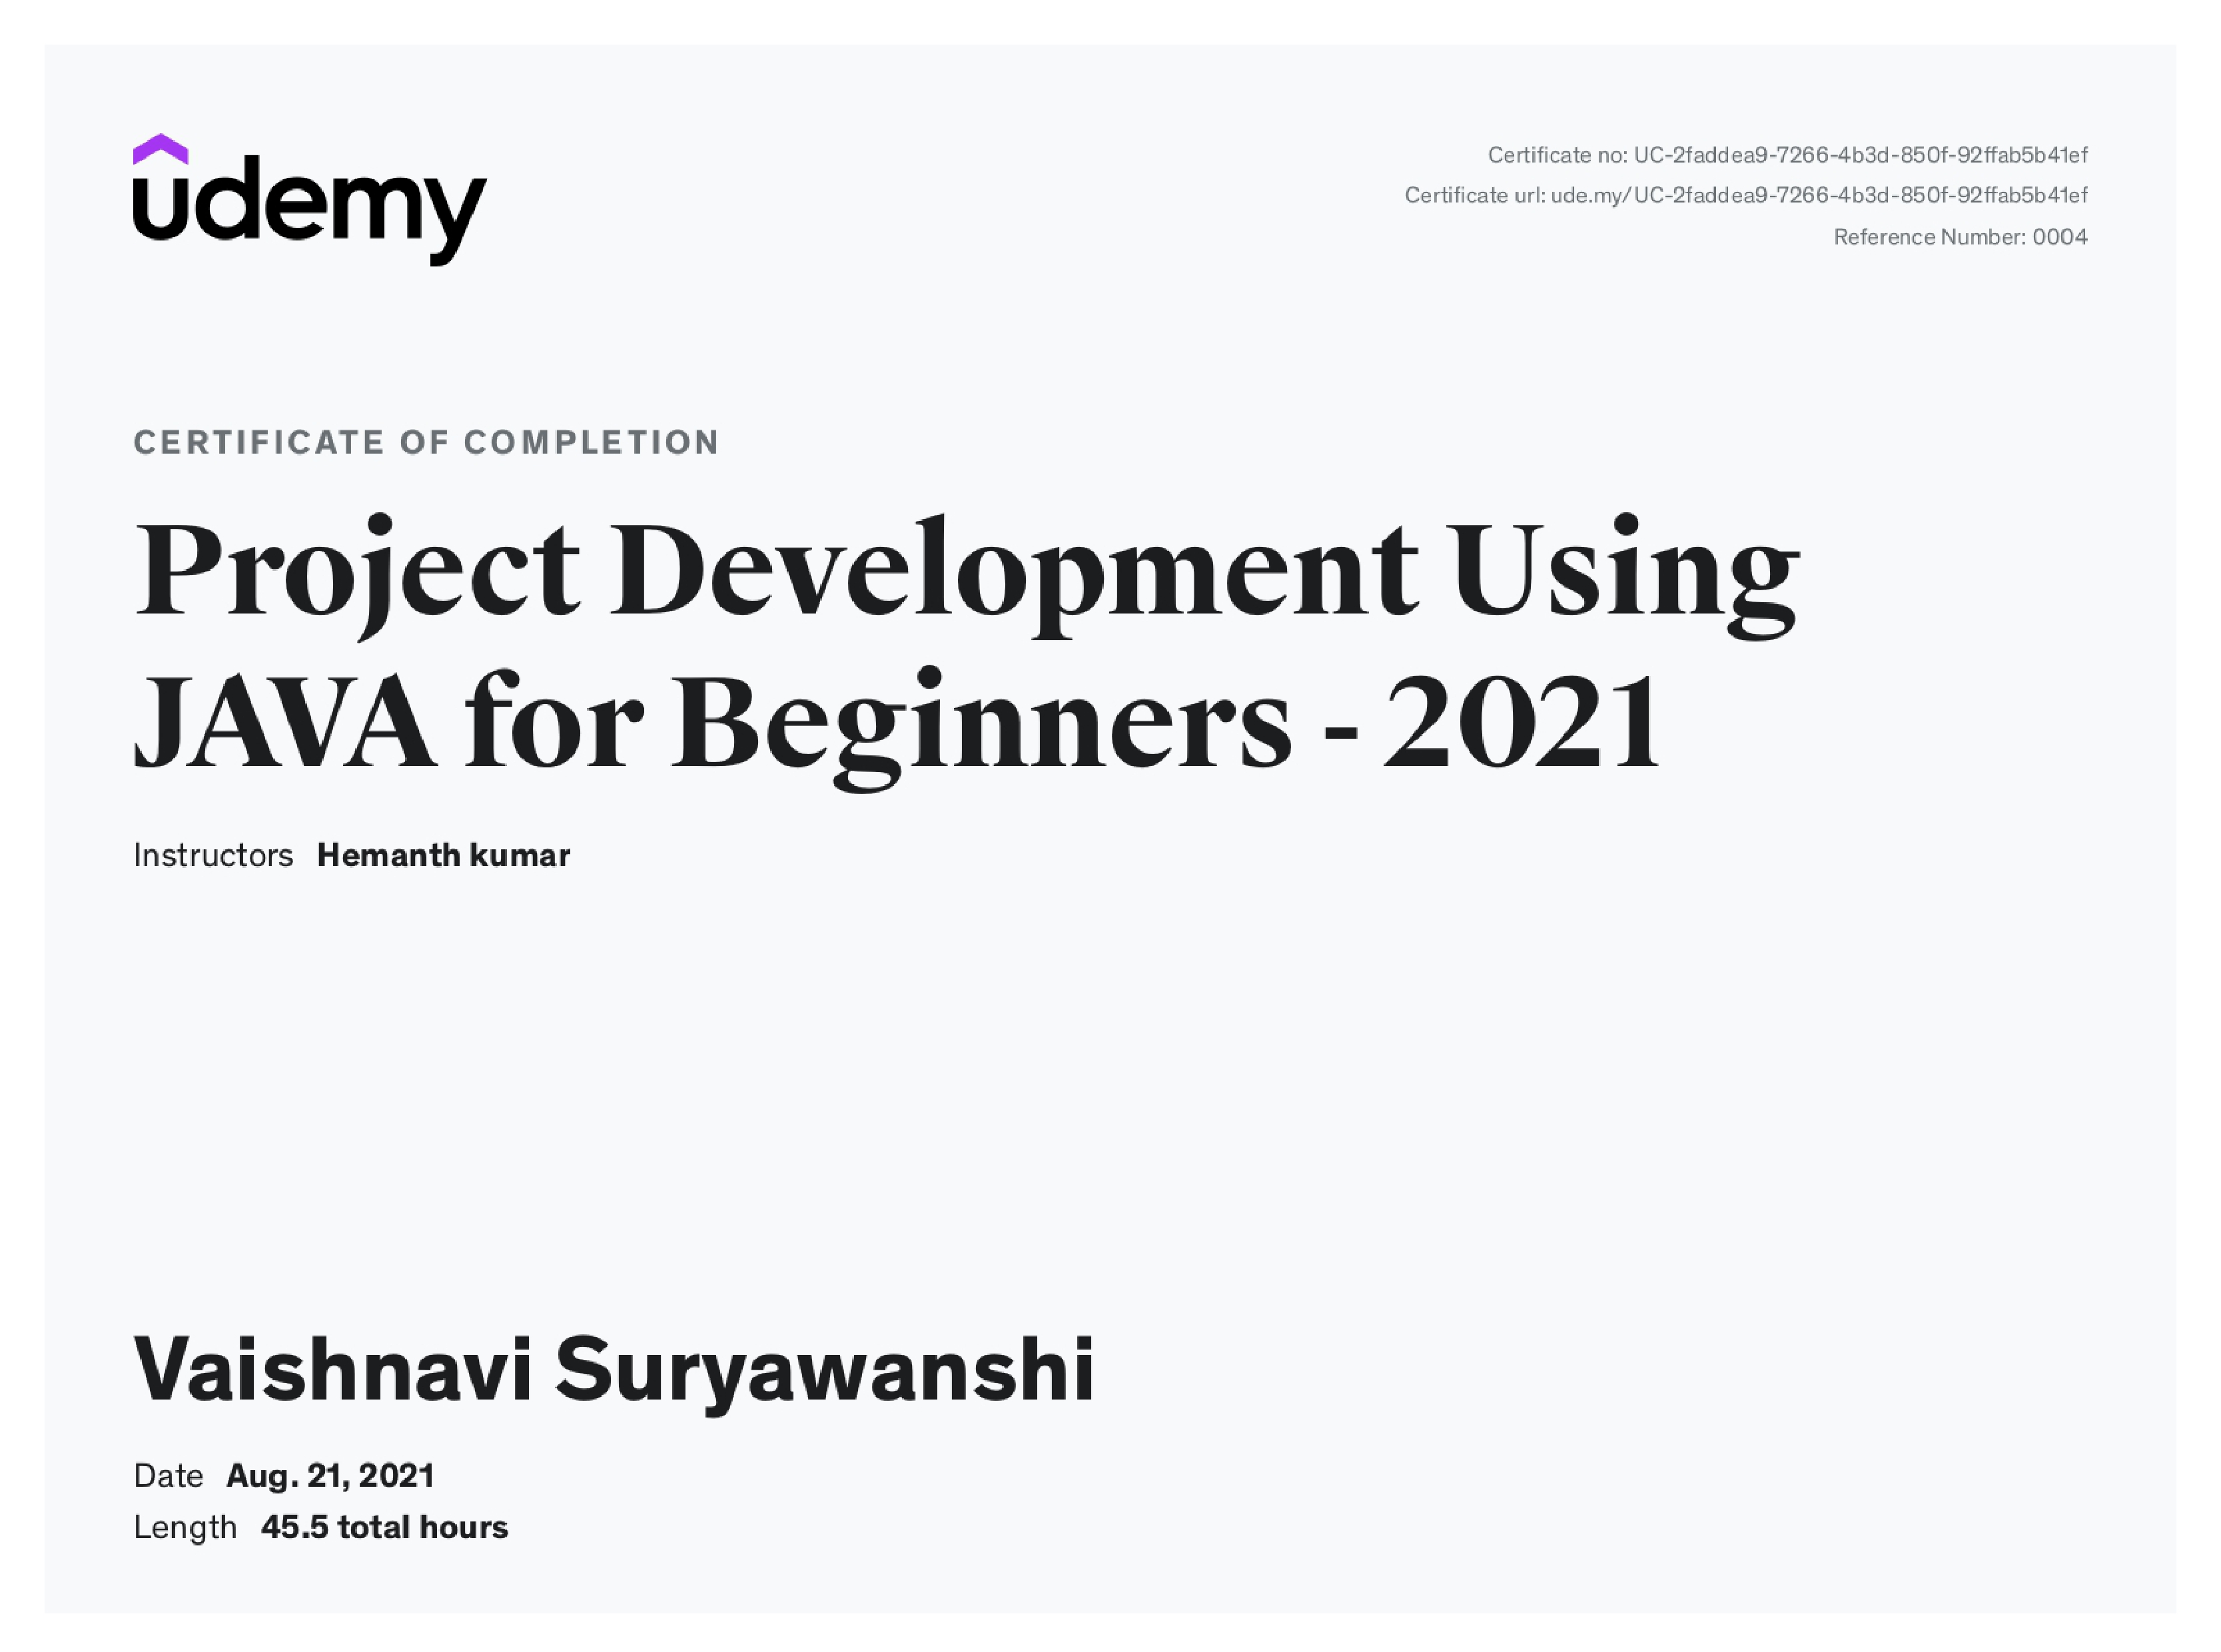 udemy
Certificate no: UC-2faddea9-7266-4b3d-850f-92ffab5b41ef
Certificate url: ude.my/UC-2faddea9-7266-4b3d-850f-92ffab5b41ef
Reference Number: 0004
CERTIFICATE OF COMPLETION
Project Development Using
JAVA for Beginners - 2021
Instructors Hemanth kumar
Vaishnavi Suryawanshi
Date Aug. 21, 2021
Length 45.5 total hours